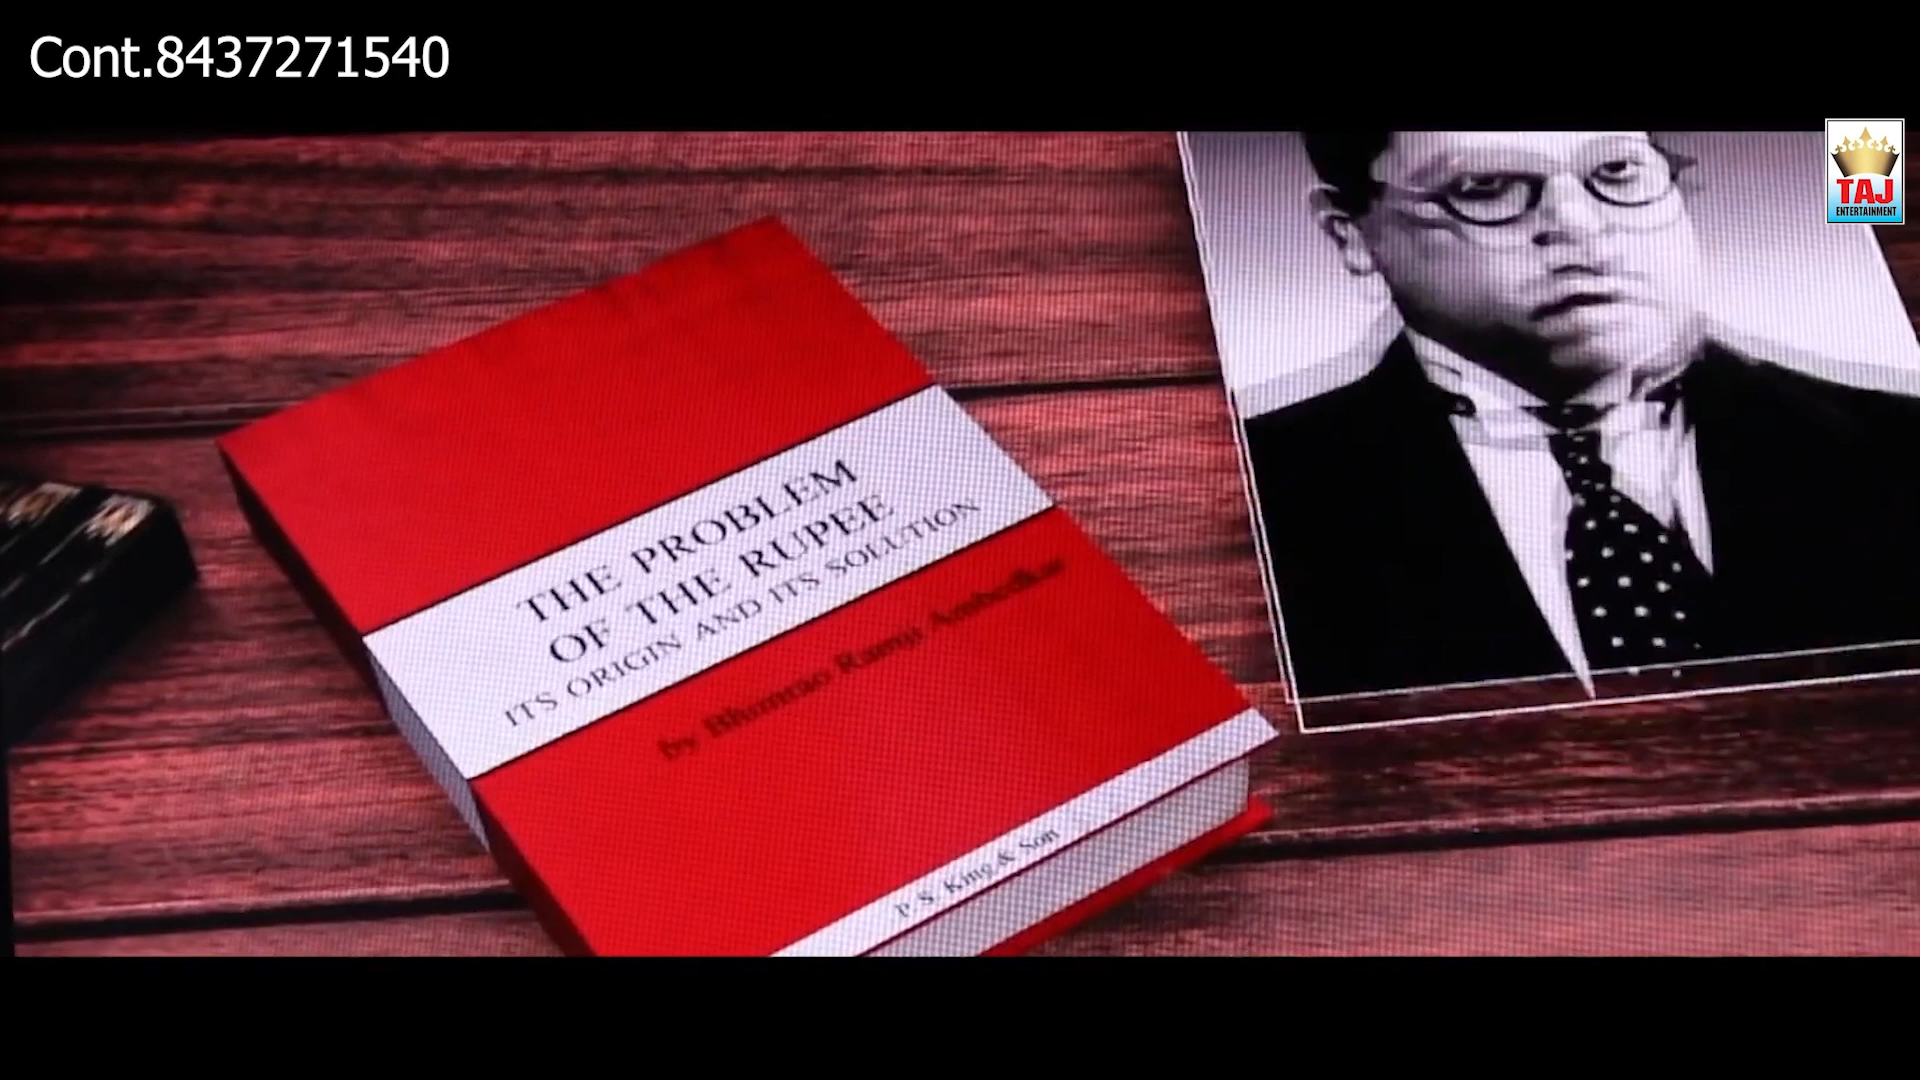 Cont.8437271540
TAJ
ENTERTAINMENT
THE PROBLEM
OF THE RUPEE
ITS ORIGIN AND ITS SOLUTION
by Bhimrao Ramji Ambedkar
P. S. King & Son